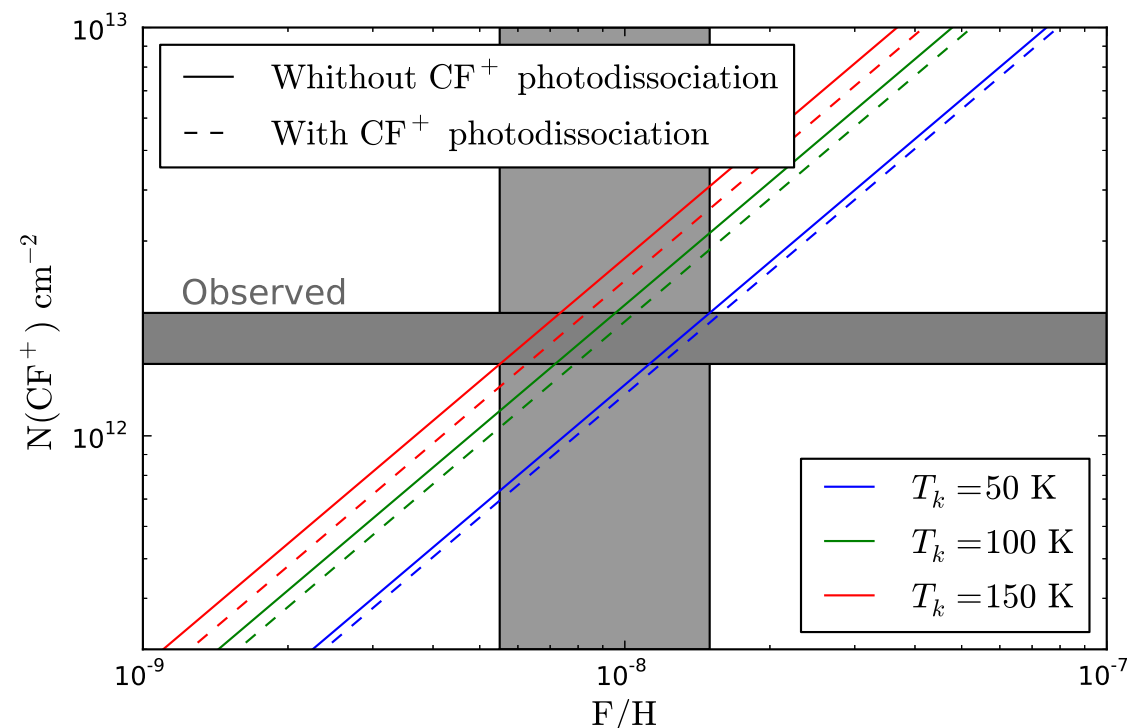 10^13
Whithout CF^+ photodissociation
With CF^+ photodissociation
Observed
N(CF^+) cm^−2
10^12
T_k =50 K
T_k =100 K
T_k =150 K
10^-9
10^-8
10^-7
F/H